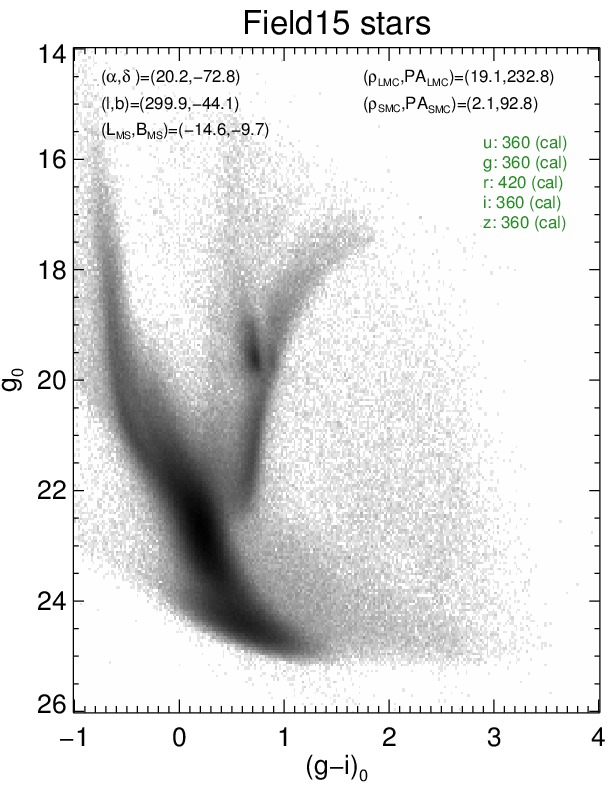 Field15 stars
(α,δ )=(20.2,−72.8)
(ρLMC,PALMC)=(19.1,232.8)
(l,b)=(299.9,−44.1)
(ρSMC,PASMC)=(2.1,92.8)
(LMS,BMS)=(−14.6,−9.7)
u: 360 (cal)
g: 360 (cal)
r: 420 (cal)
i: 360 (cal)
z: 360 (cal)
14
16
18
20
22
24
26
g0
−1
0
1
2
3
4
(g−i)0